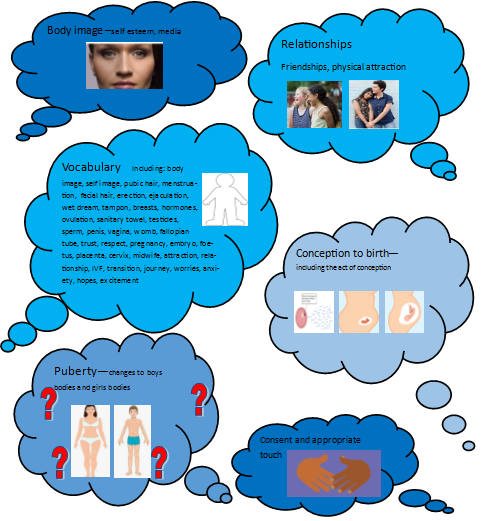 Body image—self esteem, media
Relationships
Friendships, physical attraction
Vocabulary Including: body
image, self image, pubic hair, menstrua-
tion, facial hair, erection, ejaculation,
wet dream, tampon, breasts, hormones,
ovulation, sanitary towel, testicles,
sperm, penis, vagina, womb, fallopian
tube, trust, respect, pregnancy, embryo, foe-
tus, placenta, cervix, midwife, attraction, rela-
tionship, IVF, transition, journey, worries, anxi-
ety, hopes, excitement
Conception to birth—
including the act of conception
Puberty—changes to boys
bodies and girls bodies
? ?
? ?
Consent and appropriate
touch